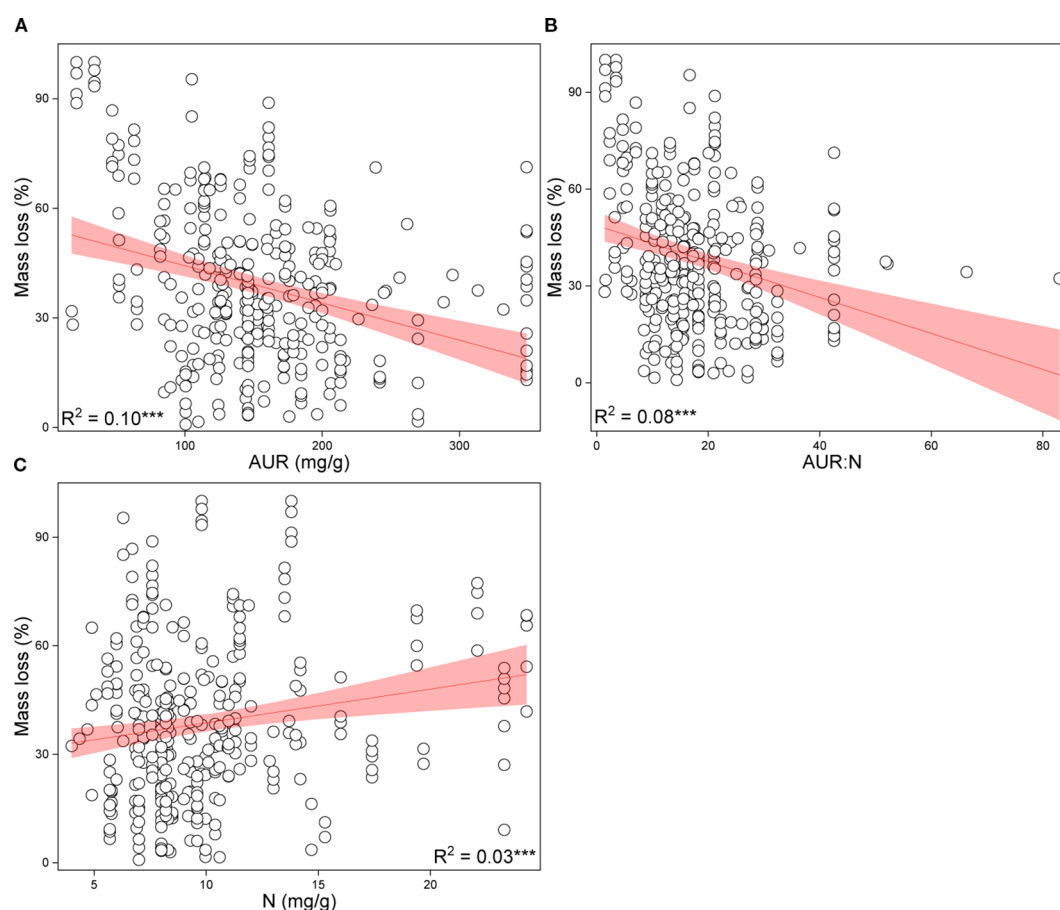 A
Mass loss (%)
90
60
30
0
R² = 0.10***
100
200
300
AUR (mg/g)
B
Mass loss (%)
90
60
30
0
R² = 0.08***
0
20
40
60
80
AUR:N
C
Mass loss (%)
90
60
30
0
R² = 0.03***
5
10
15
20
N (mg/g)